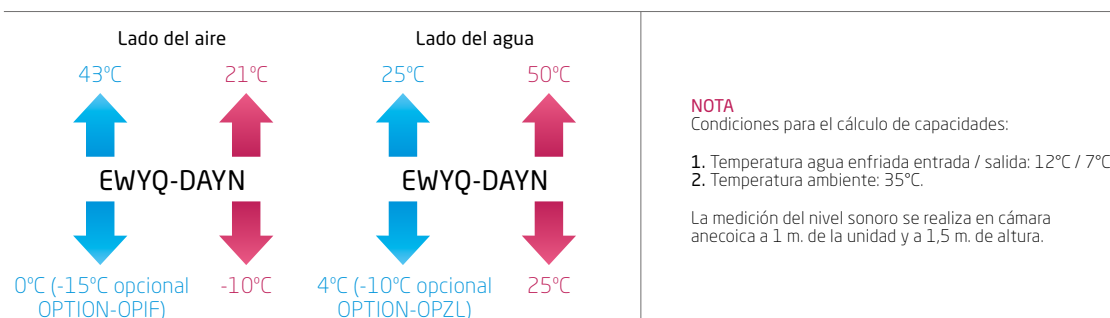 Lado del aire
43°C
21°C
EWYQ-DAYN
0°C (-15°C opcional
OPTION-OPIF)
-10°C
Lado del agua
25°C
50°C
EWYQ-DAYN
4°C (-10°C opcional
OPTION-OPZL)
25°C
NOTA
Condiciones para el cálculo de capacidades:
1. Temperatura agua enfriada entrada / salida: 12°C / 7°C
2. Temperatura ambiente: 35°C.
La medición del nivel sonoro se realiza en cámara
anecoica a 1 m. de la unidad y a 1,5 m. de altura.